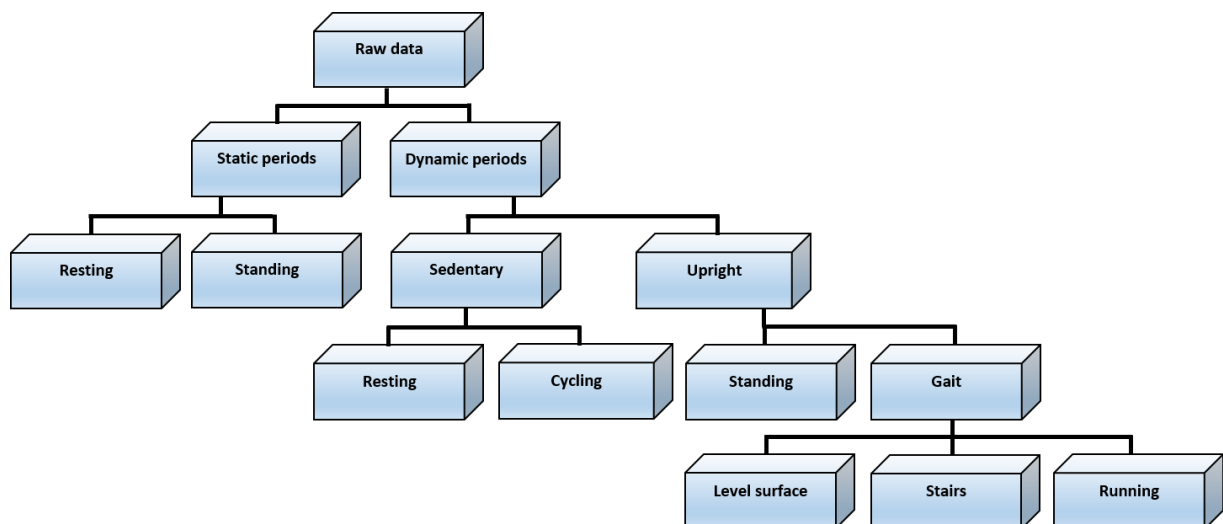 Raw data
Static periods
Dynamic periods
Resting
Standing
Sedentary
Upright
Resting
Cycling
Standing
Gait
Level surface
Stairs
Running